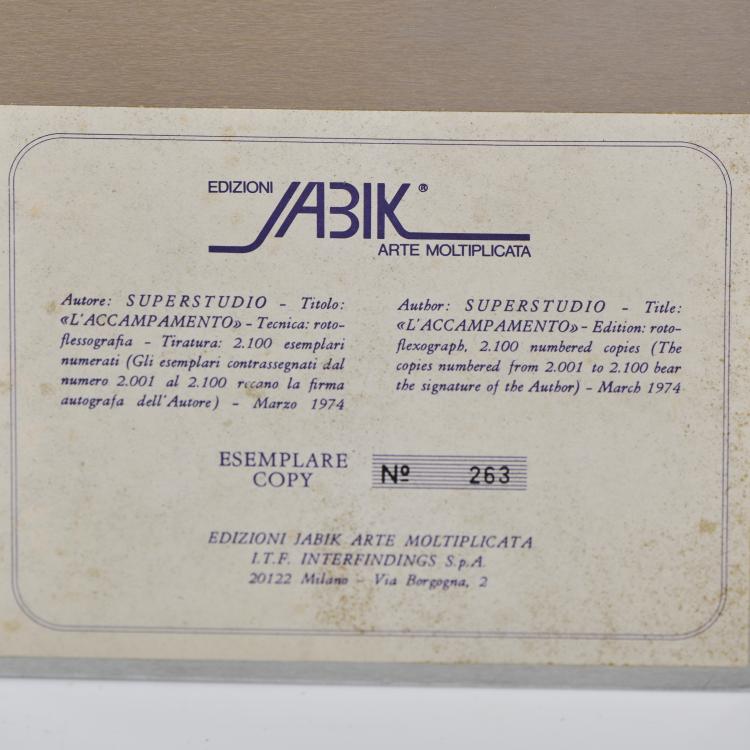 EDIZIONI JABIK®
ARTE MOLTIPLICATA
Autore: SUPERSTUDIO - Titolo:
«L'ACCAMPAMENTO» - Tecnica: roto-
flessografia - Tiratura: 2.100 esemplari
numerati (Gli esemplari contrassegnati dal
numero 2.001 al 2.100 recano la firma
autografa dell'Autore) - Marzo 1974
Author: SUPERSTUDIO - Title:
«L'ACCAMPAMENTO» - Edition: roto-
flexograph, 2.100 numbered copies (The
copies numbered from 2.001 to 2.100 bear
the signature of the Author) - March 1974
ESEMPLARE
COPY
Nº 263
EDIZIONI JABIK ARTE MOLTIPLICATA
I.T.F. INTERFINDINGS S.p.A.
20122 Milano - Via Borgogna, 2